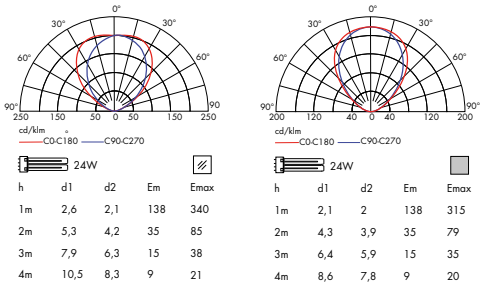 0°
30° 30°
60° 60°
90° 90°
250 150 50 50 150 250
cd/klm °
C0-C180 C90-C270
24W
h d1 d2 Em Emax
1m 2,6 2,1 138 340
2m 5,3 4,2 35 85
3m 7,9 6,3 15 38
4m 10,5 8,3 9 21
0°
30° 30°
60° 60°
90° 90°
200 120 40 40 120 200
cd/klm
C0-C180 C90-C270
24W
h d1 d2 Em Emax
1m 2,1 2 138 315
2m 4,3 3,9 35 79
3m 6,4 5,9 15 35
4m 8,6 7,8 9 20